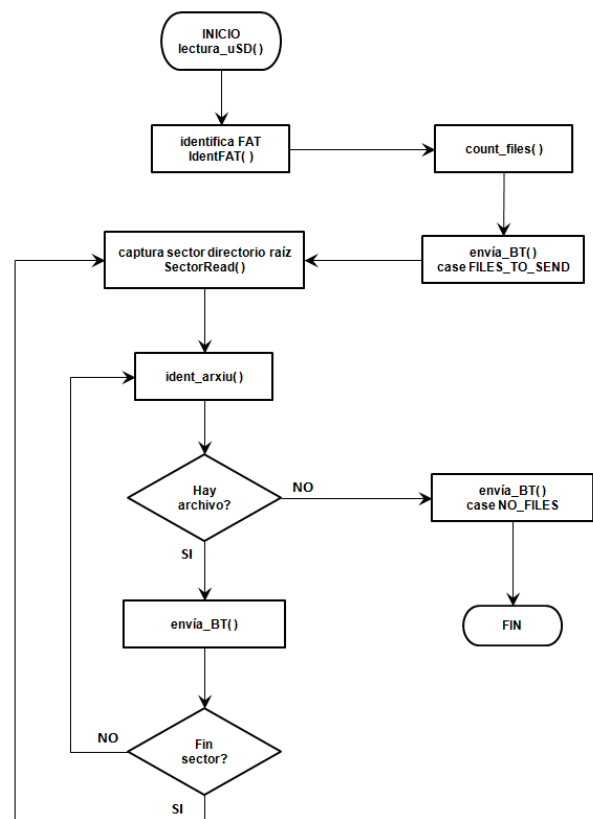 INICIO
lectura_uSD( )
identifica FAT
IdentFAT( )
count_files( )
envía_BT( )
case FILES_TO_SEND
captura sector directorio raíz
SectorRead( )
ident_arxiu( )
Hay
archivo?
NO
envía_BT( )
case NO_FILES
SI
envía_BT( )
FIN
Fin
sector?
NO
SI